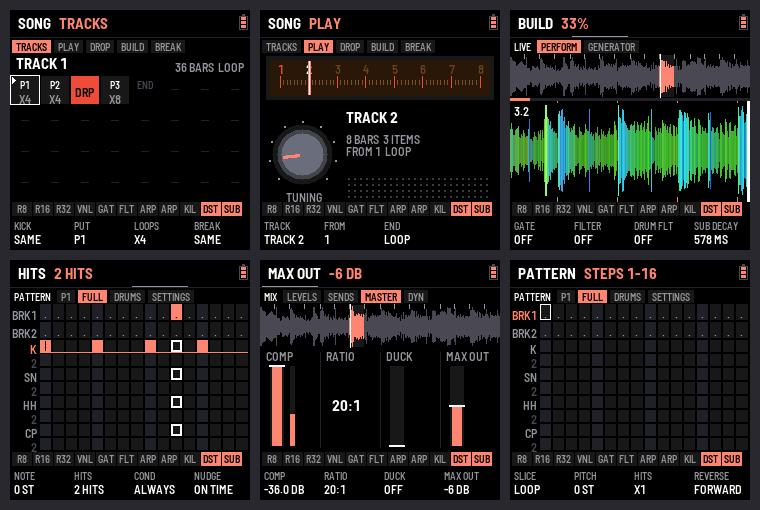 SONG TRACKS
TRACKS PLAY DROP BUILD BREAK
TRACK 1
36 BARS LOOP
P1 P2 DRP P3 END
X4 X4 X8
R8 R16 R32 VNL GAT FLT ARP ARP KIL DST SUB
KICK PUT LOOPS BREAK
SAME P1 X4 SAME
SONG PLAY
TRACKS PLAY DROP BUILD BREAK
1 2 3 4 5 6 7 8
TRACK 2
8 BARS 3 ITEMS
FROM 1 LOOP
TUNING
R8 R16 R32 VNL GAT FLT ARP ARP KIL DST SUB
TRACK FROM END
TRACK 2 1 LOOP
BUILD 33%
LIVE PERFORM GENERATOR
3.2
R8 R16 R32 VNL GAT FLT ARP ARP KIL DST SUB
GATE FILTER DRUM FLT SUB DECAY
OFF OFF OFF 578 MS
HITS 2 HITS
PATTERN P1 FULL DRUMS SETTINGS
BRK1
BRK2
K
2
SN
2
HH
2
CP
2
R8 R16 R32 VNL GAT FLT ARP ARP KIL DST SUB
NOTE HITS COND NUDGE
0 ST 2 HITS ALWAYS ON TIME
MAX OUT -6 DB
MIX LEVELS SENDS MASTER DYN
COMP RATIO DUCK MAX OUT
20:1
R8 R16 R32 VNL GAT FLT ARP ARP KIL DST SUB
COMP RATIO DUCK MAX OUT
-36.0 DB 20:1 OFF -6 DB
PATTERN STEPS 1-16
PATTERN P1 FULL DRUMS SETTINGS
BRK1
BRK2
K
2
SN
2
HH
2
CP
2
R8 R16 R32 VNL GAT FLT ARP ARP KIL DST SUB
SLICE PITCH HITS REVERSE
LOOP 0 ST X1 FORWARD